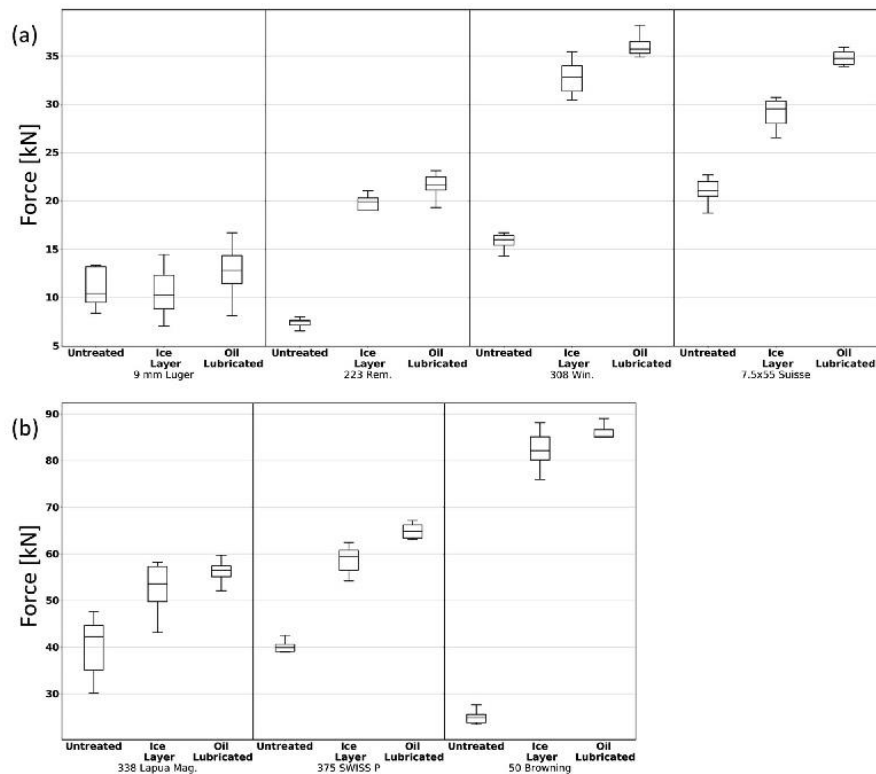 (a)
Force [kN]
35
30
25
20
15
10
5
Untreated Ice Oil Untreated Ice Oil Untreated Ice Oil Untreated Ice Oil
Layer Lubricated Layer Lubricated Layer Lubricated Layer Lubricated
9 mm Luger 223 Rem. 308 Win. 7.5x55 Suisse
(b)
Force [kN]
90
80
70
60
50
40
30
Untreated Ice Oil Untreated Ice Oil Untreated Ice Oil
Layer Lubricated Layer Lubricated Layer Lubricated
338 Lapua Mag. 375 SWISS P 50 Browning